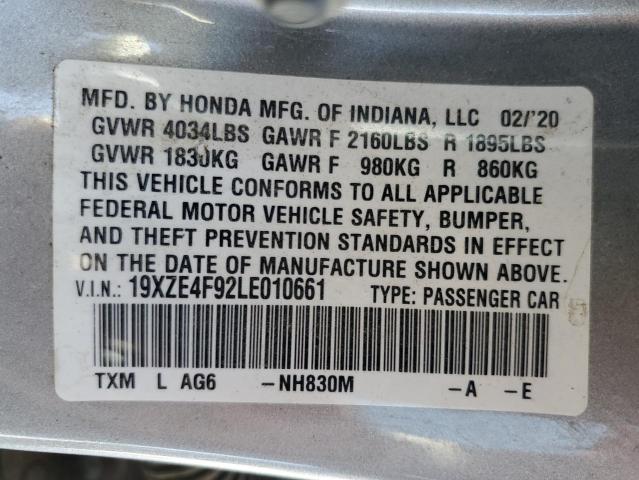 MFD. BY HONDA MFG. OF INDIANA, LLC 02/'20
GVWR 4034LBS GAWR F 2160LBS R 1895LBS
GVWR 1830KG GAWR F 980KG R 860KG
THIS VEHICLE CONFORMS TO ALL APPLICABLE
FEDERAL MOTOR VEHICLE SAFETY, BUMPER,
AND THEFT PREVENTION STANDARDS IN EFFECT
ON THE DATE OF MANUFACTURE SHOWN ABOVE.
V.I.N.: 19XZE4F92LE010661 TYPE: PASSENGER CAR
TXM L AG6 -NH830M -A -E